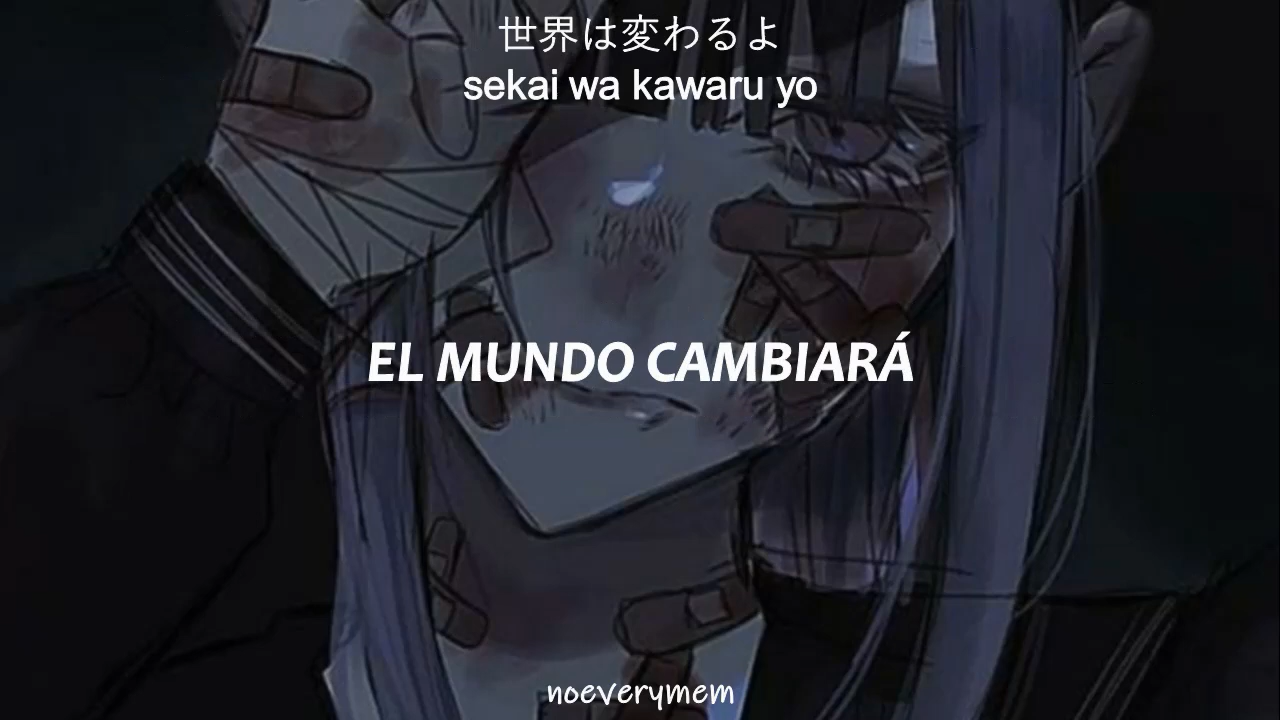 世界は変わるよ
sekai wa kawaru yo
EL MUNDO CAMBIARÁ
noeverymem